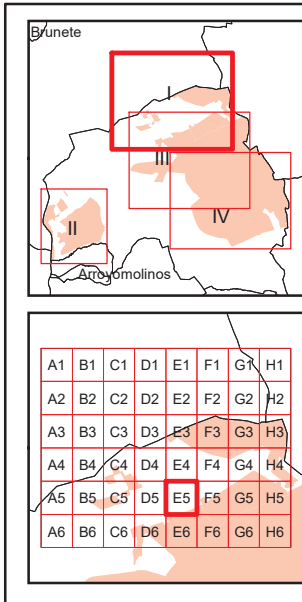 Brunete
I
III
IV
II
Arroyomolinos
A1 B1 C1 D1 E1 F1 G1 H1
A2 B2 C2 D2 E2 F2 G2 H2
A3 B3 C3 D3 E3 F3 G3 H3
A4 B4 C4 D4 E4 F4 G4 H4
A5 B5 C5 D5 E5 F5 G5 H5
A6 B6 C6 D6 E6 F6 G6 H6